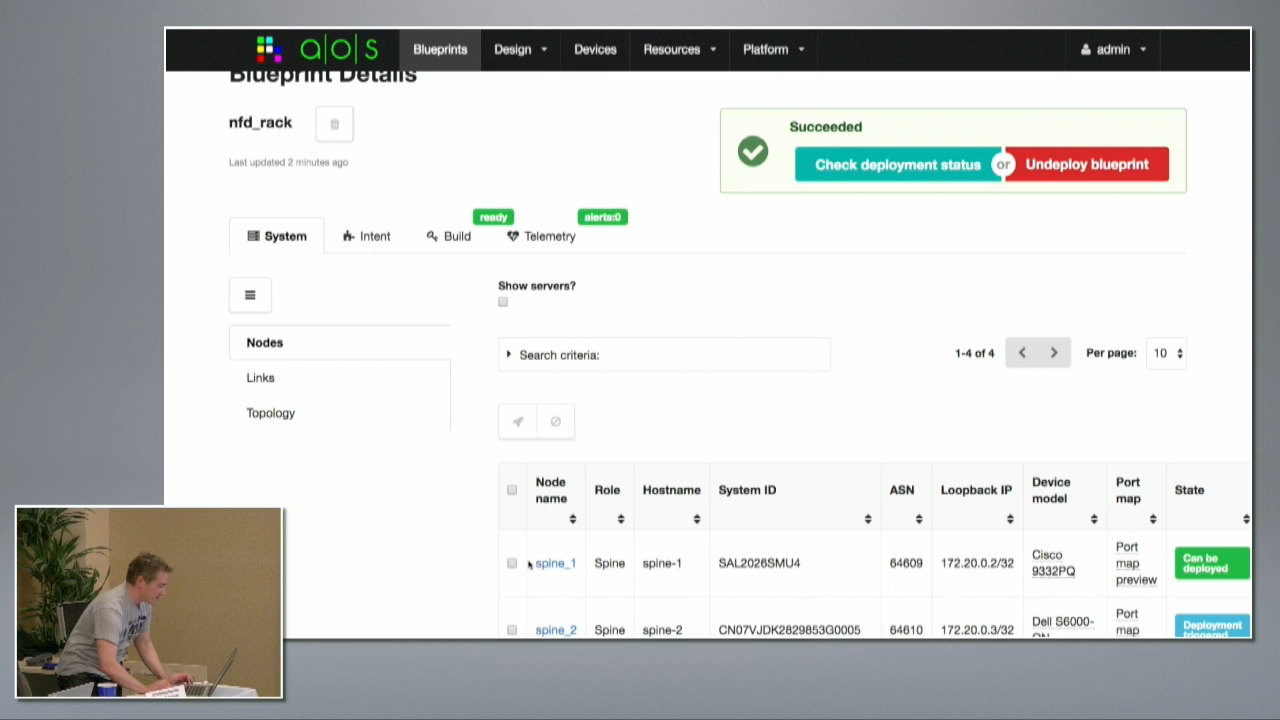 a|o|s Blueprints Design Devices Resources Platform admin
Blueprint Details
nfd_rack
Last updated 2 minutes ago
Succeeded
Check deployment status or Undeploy blueprint
ready alerts:0
System Intent Build Telemetry
Show servers?
Nodes
Links
Topology
Search criteria:
1-4 of 4 Per page: 10
Node name Role Hostname System ID ASN Loopback IP Device model Port map State
spine_1 Spine spine-1 SAL2026SMU4 64609 172.20.0.2/32 Cisco 9332PQ Port map preview Can be deployed
spine_2 Spine spine-2 CN07VJDK2829853G0005 64610 172.20.0.3/32 Dell S6000-ON Port map Deployment triggered